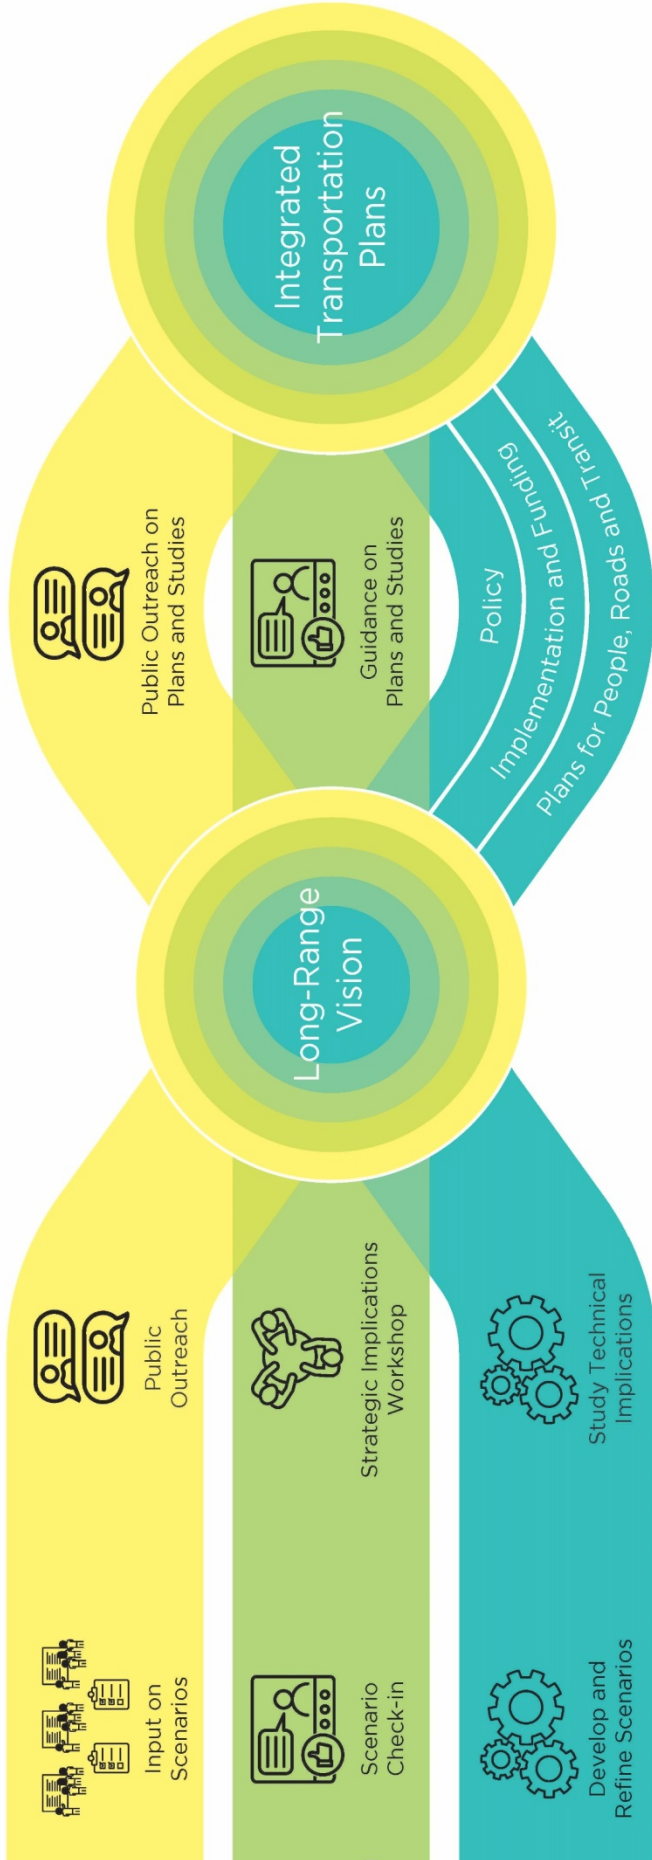 Input on
Scenarios
Public
Outreach
Scenario
Check-in
Strategic Implications
Workshop
Develop and
Refine Scenarios
Study Technical
Implications
Long-Range
Vision
Public Outreach on
Plans and Studies
Guidance on
Plans and Studies
Policy
Implementation and Funding
Plans for People, Roads and Transit
Integrated
Transportation
Plans